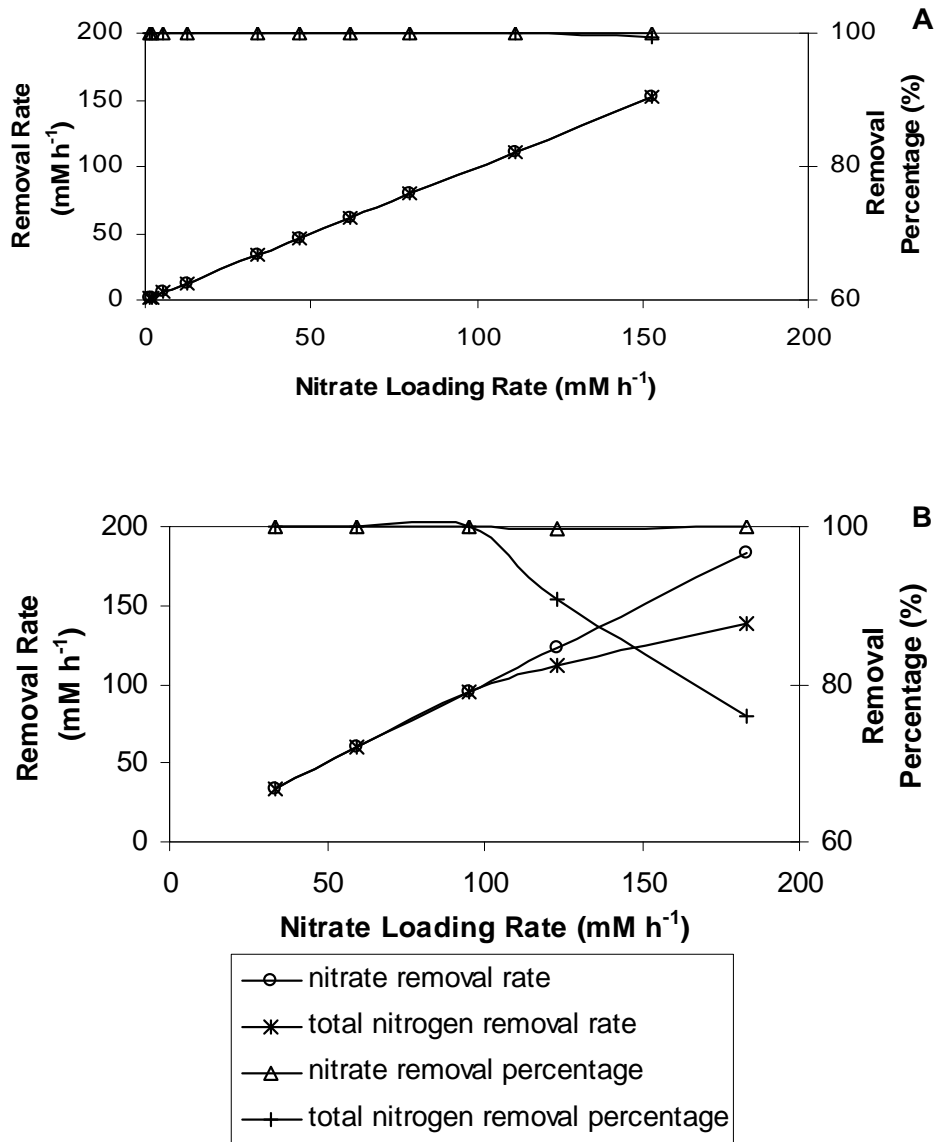 A
200
150
100
50
0
Removal Rate
(mM h⁻¹)
100
80
60
Removal
Percentage (%)
0 50 100 150 200
Nitrate Loading Rate (mM h⁻¹)
B
200
150
100
50
0
Removal Rate
(mM h⁻¹)
100
80
60
Removal
Percentage (%)
0 50 100 150 200
Nitrate Loading Rate (mM h⁻¹)
nitrate removal rate
total nitrogen removal rate
nitrate removal percentage
total nitrogen removal percentage